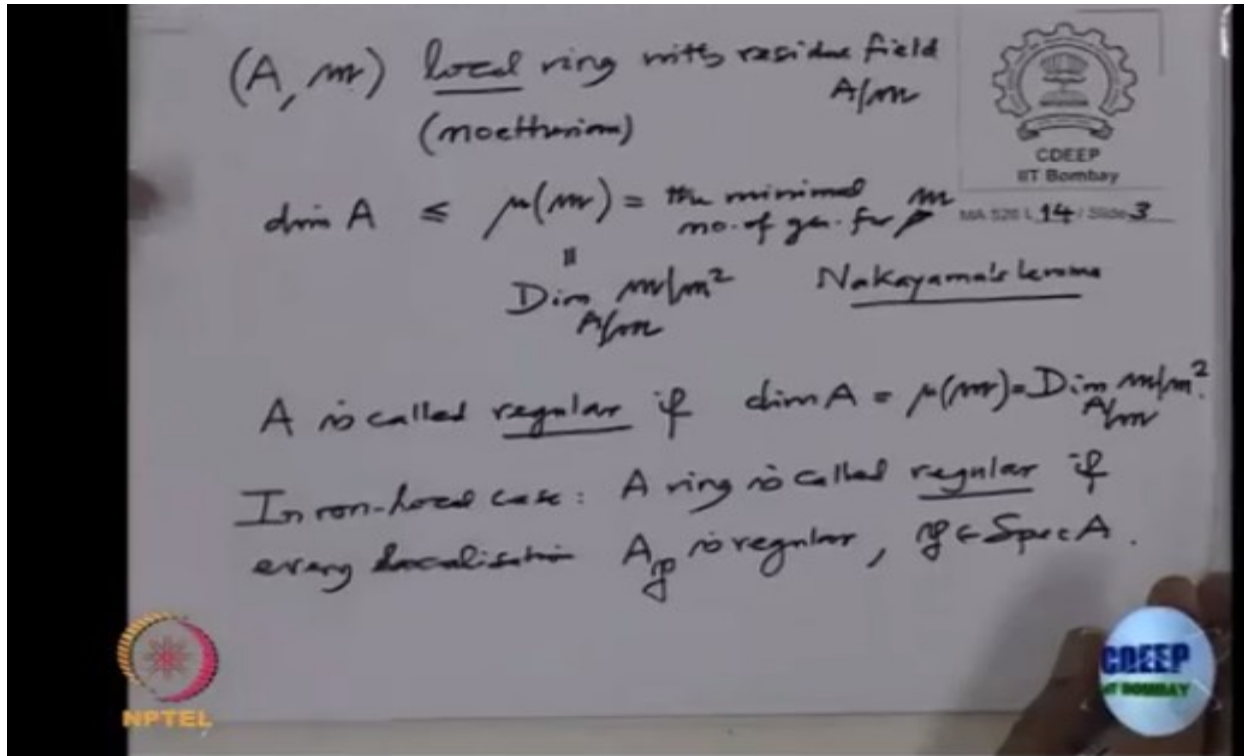 (A, m) local ring with residue field
A/m
(noetherian)
dim A ≤ μ(m) = the minimal
no. of gen. for m
॥
Dim m/m²
A/m
Nakayama's lemma
A is called regular if dim A = μ(m) = Dim m/m².
A/m
In non-local case: A ring is called regular if
every localisation A_p is regular, p ∈ Spec A.
CDEEP
IIT Bombay
MA 526 L 14 / Slide 3
NPTEL
CDEEP
IIT BOMBAY